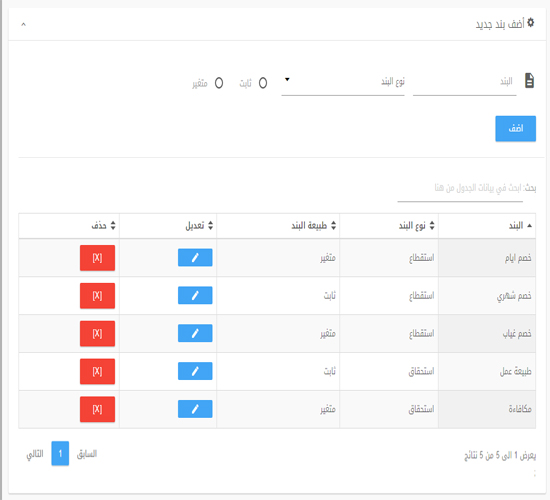 أضف بند جديد
البند نوع البند ثابت متغير
اضف
بحث: ابحث في بيانات الجدول من هنا
البند نوع البند طبيعة البند تعديل حذف
خصم ايام استقطاع متغير [X]
خصم شهري استقطاع ثابت [X]
خصم غياب استقطاع متغير [X]
طبيعة عمل استحقاق ثابت [X]
مكافاءة استحقاق متغير [X]
يعرض 1 الى 5 من 5 نتائج
السابق 1 التالي